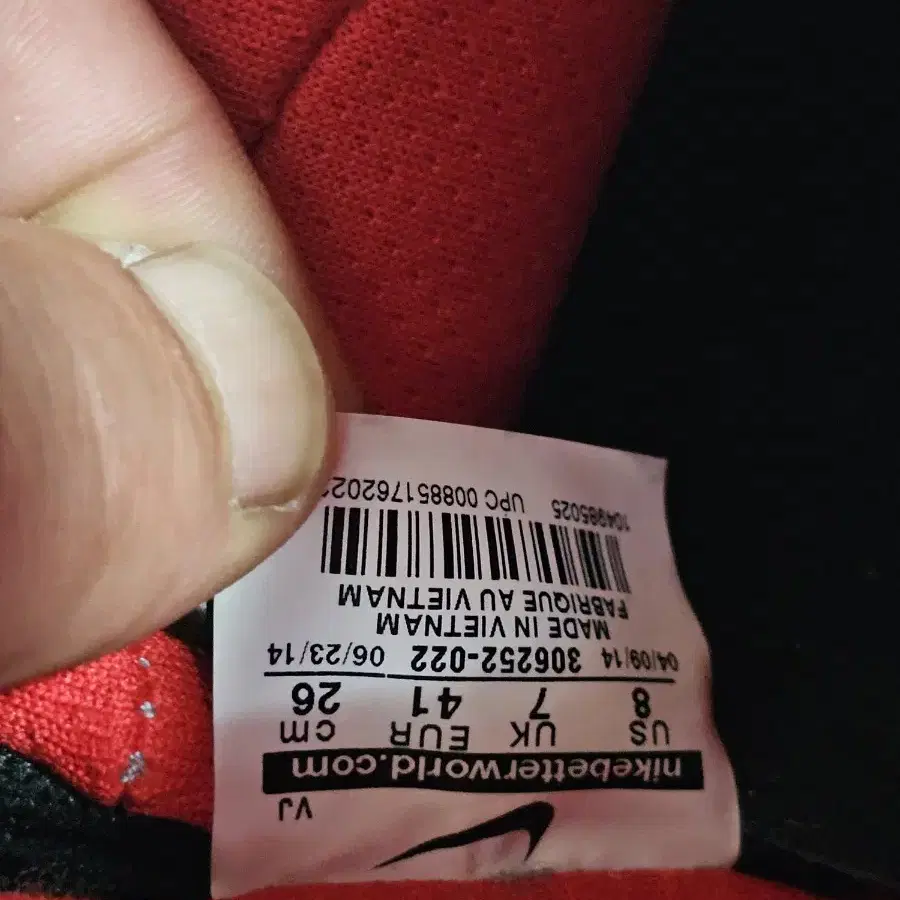 VJ
nikebetterworld.com
US UK EUR cm
8 7 41 26
04/09/14 306252-022 06/23/14
MADE IN VIETNAM
FABRIQUE AU VIETNAM
104985025 UPC 00885176202